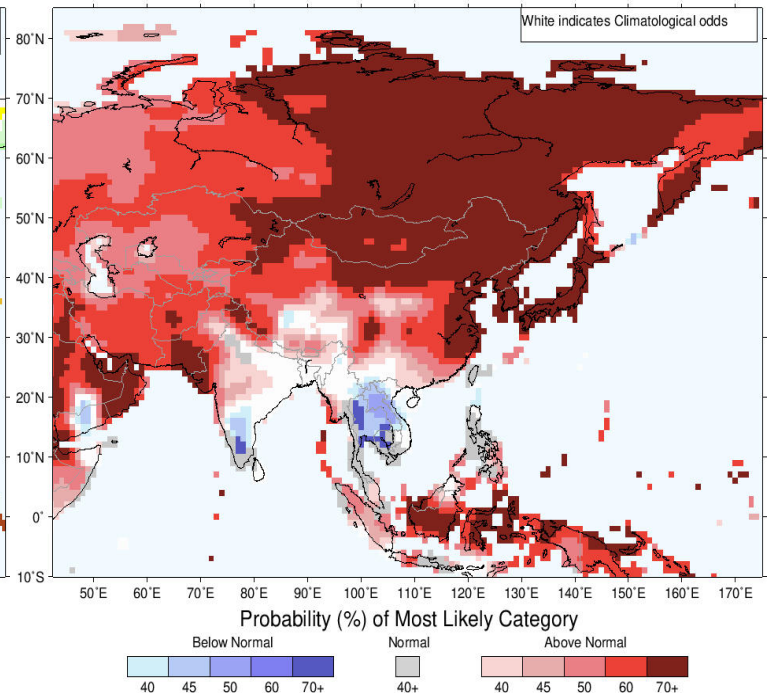 White indicates Climatological odds
80°N
70°N
60°N
50°N
40°N
30°N
20°N
10°N
0°
10°S
50°E 60°E 70°E 80°E 90°E 100°E 110°E 120°E 130°E 140°E 150°E 160°E 170°E
Probability (%) of Most Likely Category
Below Normal Normal Above Normal
40 45 50 60 70+ 40+ 40 45 50 60 70+